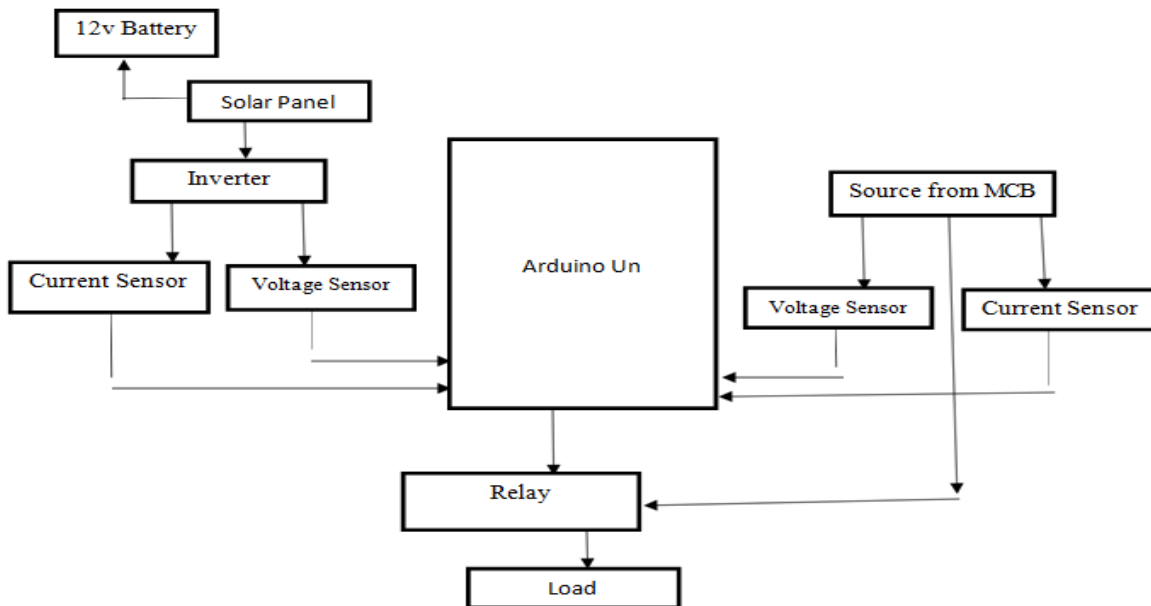 12v Battery
Solar Panel
Inverter
Source from MCB
Current Sensor
Voltage Sensor
Arduino Un
Voltage Sensor
Current Sensor
Relay
Load